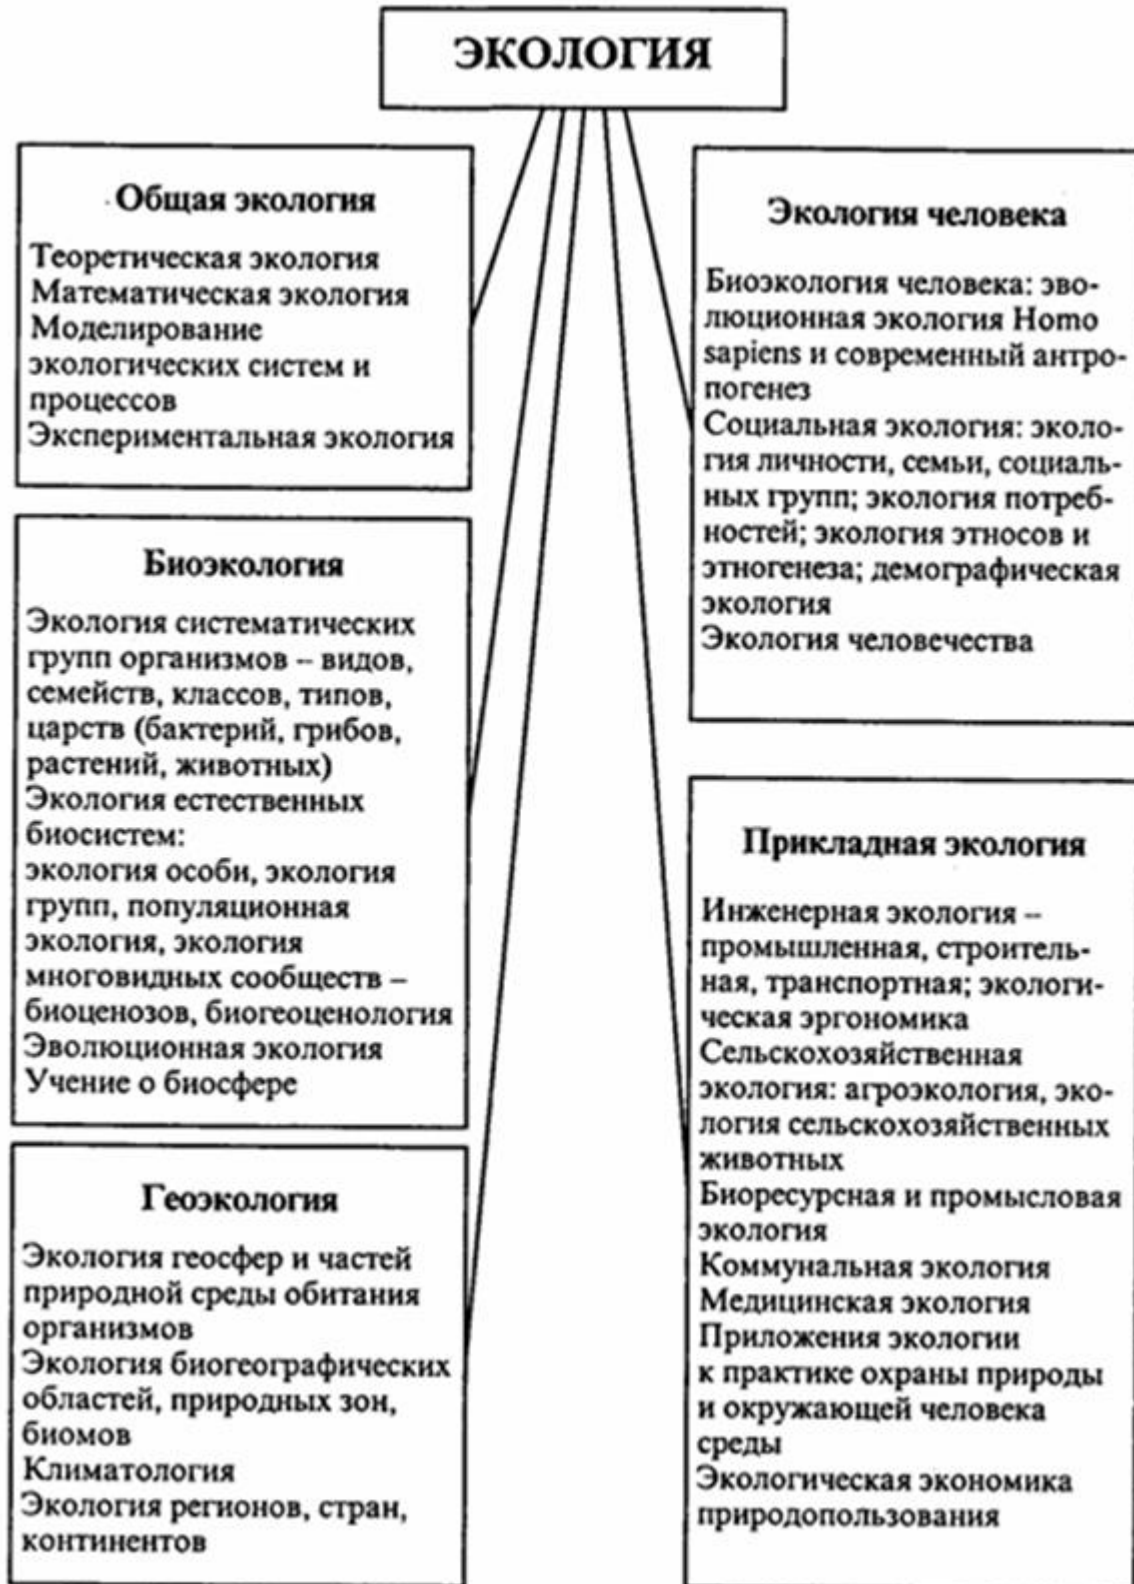 ЭКОЛОГИЯ
Общая экология
Теоретическая экология
Математическая экология
Моделирование
экологических систем и
процессов
Экспериментальная экология
Биоэкология
Экология систематических
групп организмов – видов,
семейств, классов, типов,
царств (бактерий, грибов,
растений, животных)
Экология естественных
биосистем:
экология особи, экология
групп, популяционная
экология, экология
многовидных сообществ –
биоценозов, биогеоценология
Эволюционная экология
Учение о биосфере
Геоэкология
Экология геосфер и частей
природной среды обитания
организмов
Экология биогеографических
областей, природных зон,
биомов
Климатология
Экология регионов, стран,
континентов
Экология человека
Биоэкология человека: эво-
люционная экология Homo
sapiens и современный антро-
погенез
Социальная экология: эколо-
гия личности, семьи, социаль-
ных групп; экология потреб-
ностей; экология этносов и
этногенеза; демографическая
экология
Экология человечества
Прикладная экология
Инженерная экология –
промышленная, строитель-
ная, транспортная; экологи-
ческая эргономика
Сельскохозяйственная
экология: агроэкология, эко-
логия сельскохозяйственных
животных
Биоресурсная и промысловая
экология
Коммунальная экология
Медицинская экология
Приложения экологии
к практике охраны природы
и окружающей человека
среды
Экологическая экономика
природопользования